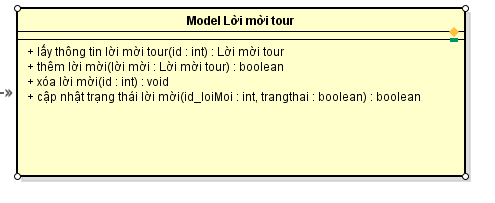 Model Lời mời tour
+ lấy thông tin lời mời tour(id : int) : Lời mời tour
+ thêm lời mời(lời mời : Lời mời tour) : boolean
+ xóa lời mời(id : int) : void
+ cập nhật trạng thái lời mời(id_loiMoi : int, trangthai : boolean) : boolean